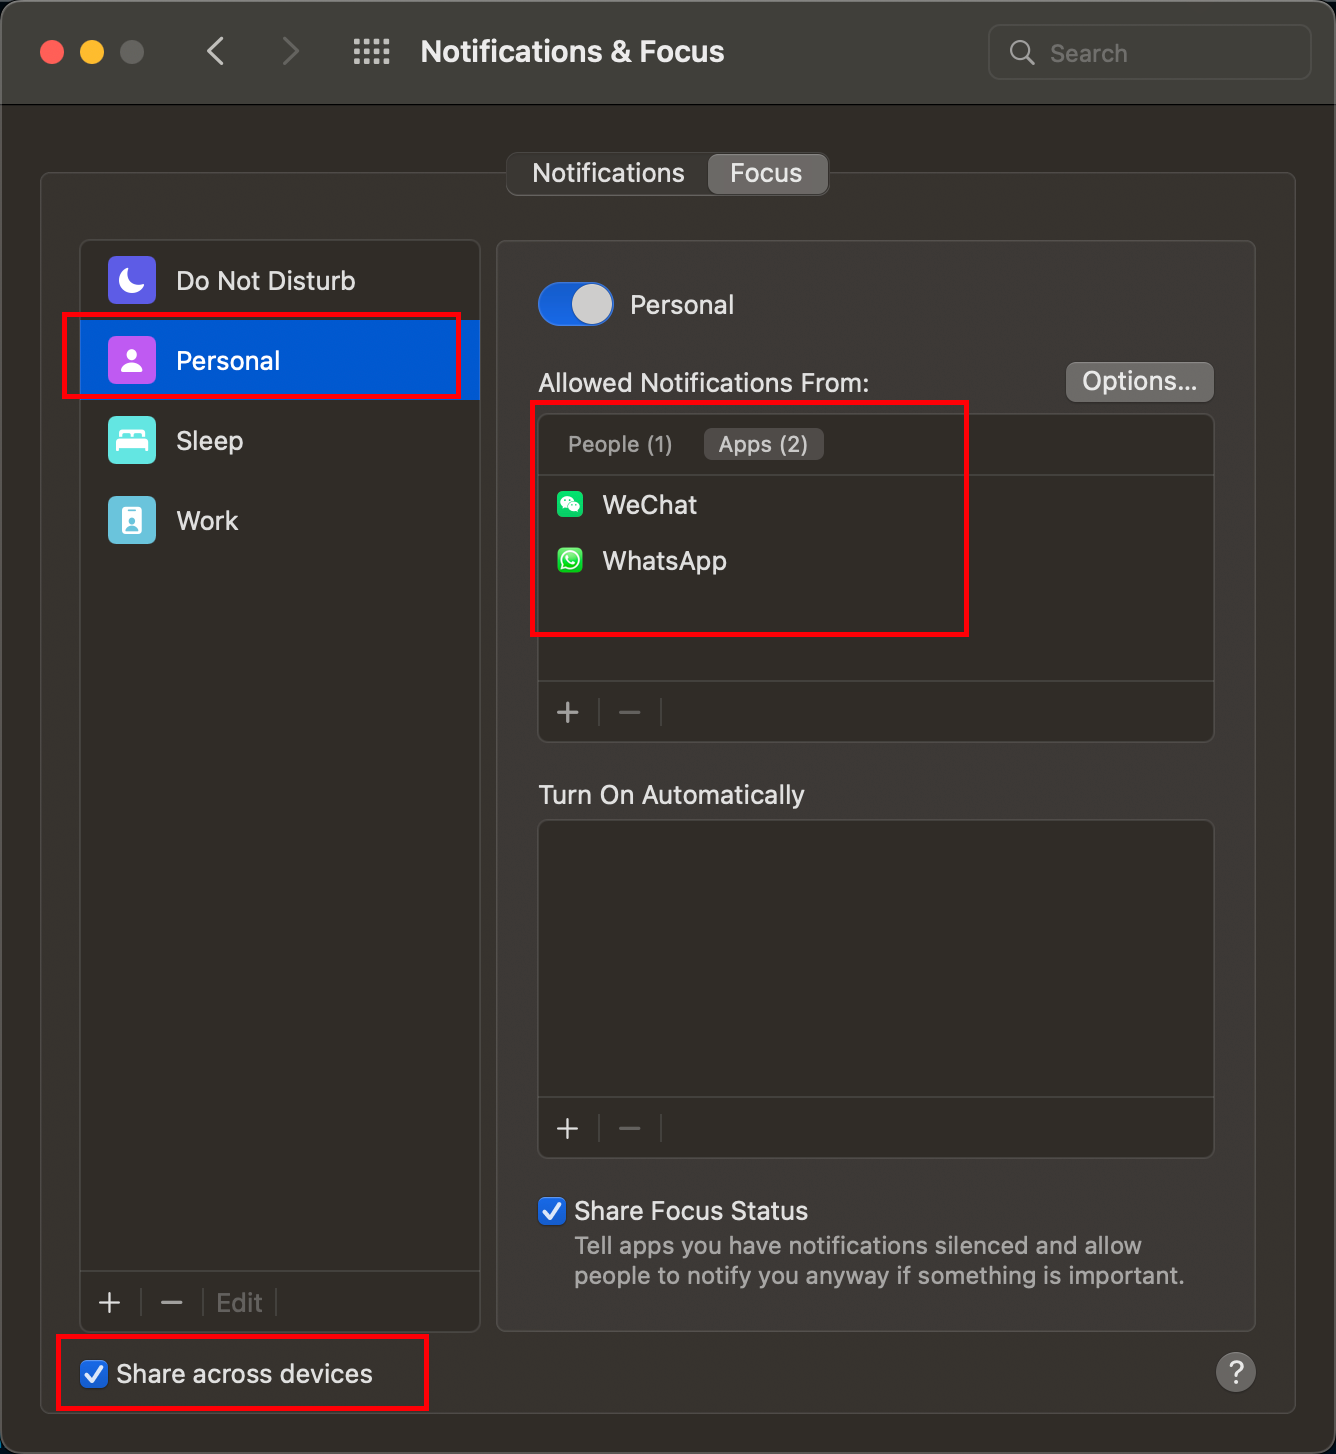 Notifications & Focus
Search
Notifications
Focus
Do Not Disturb
Personal
Sleep
Work
Edit
Share across devices
Personal
Allowed Notifications From:
Options...
People (1)
Apps (2)
WeChat
WhatsApp
Turn On Automatically
Share Focus Status
Tell apps you have notifications silenced and allow
people to notify you anyway if something is important.
?